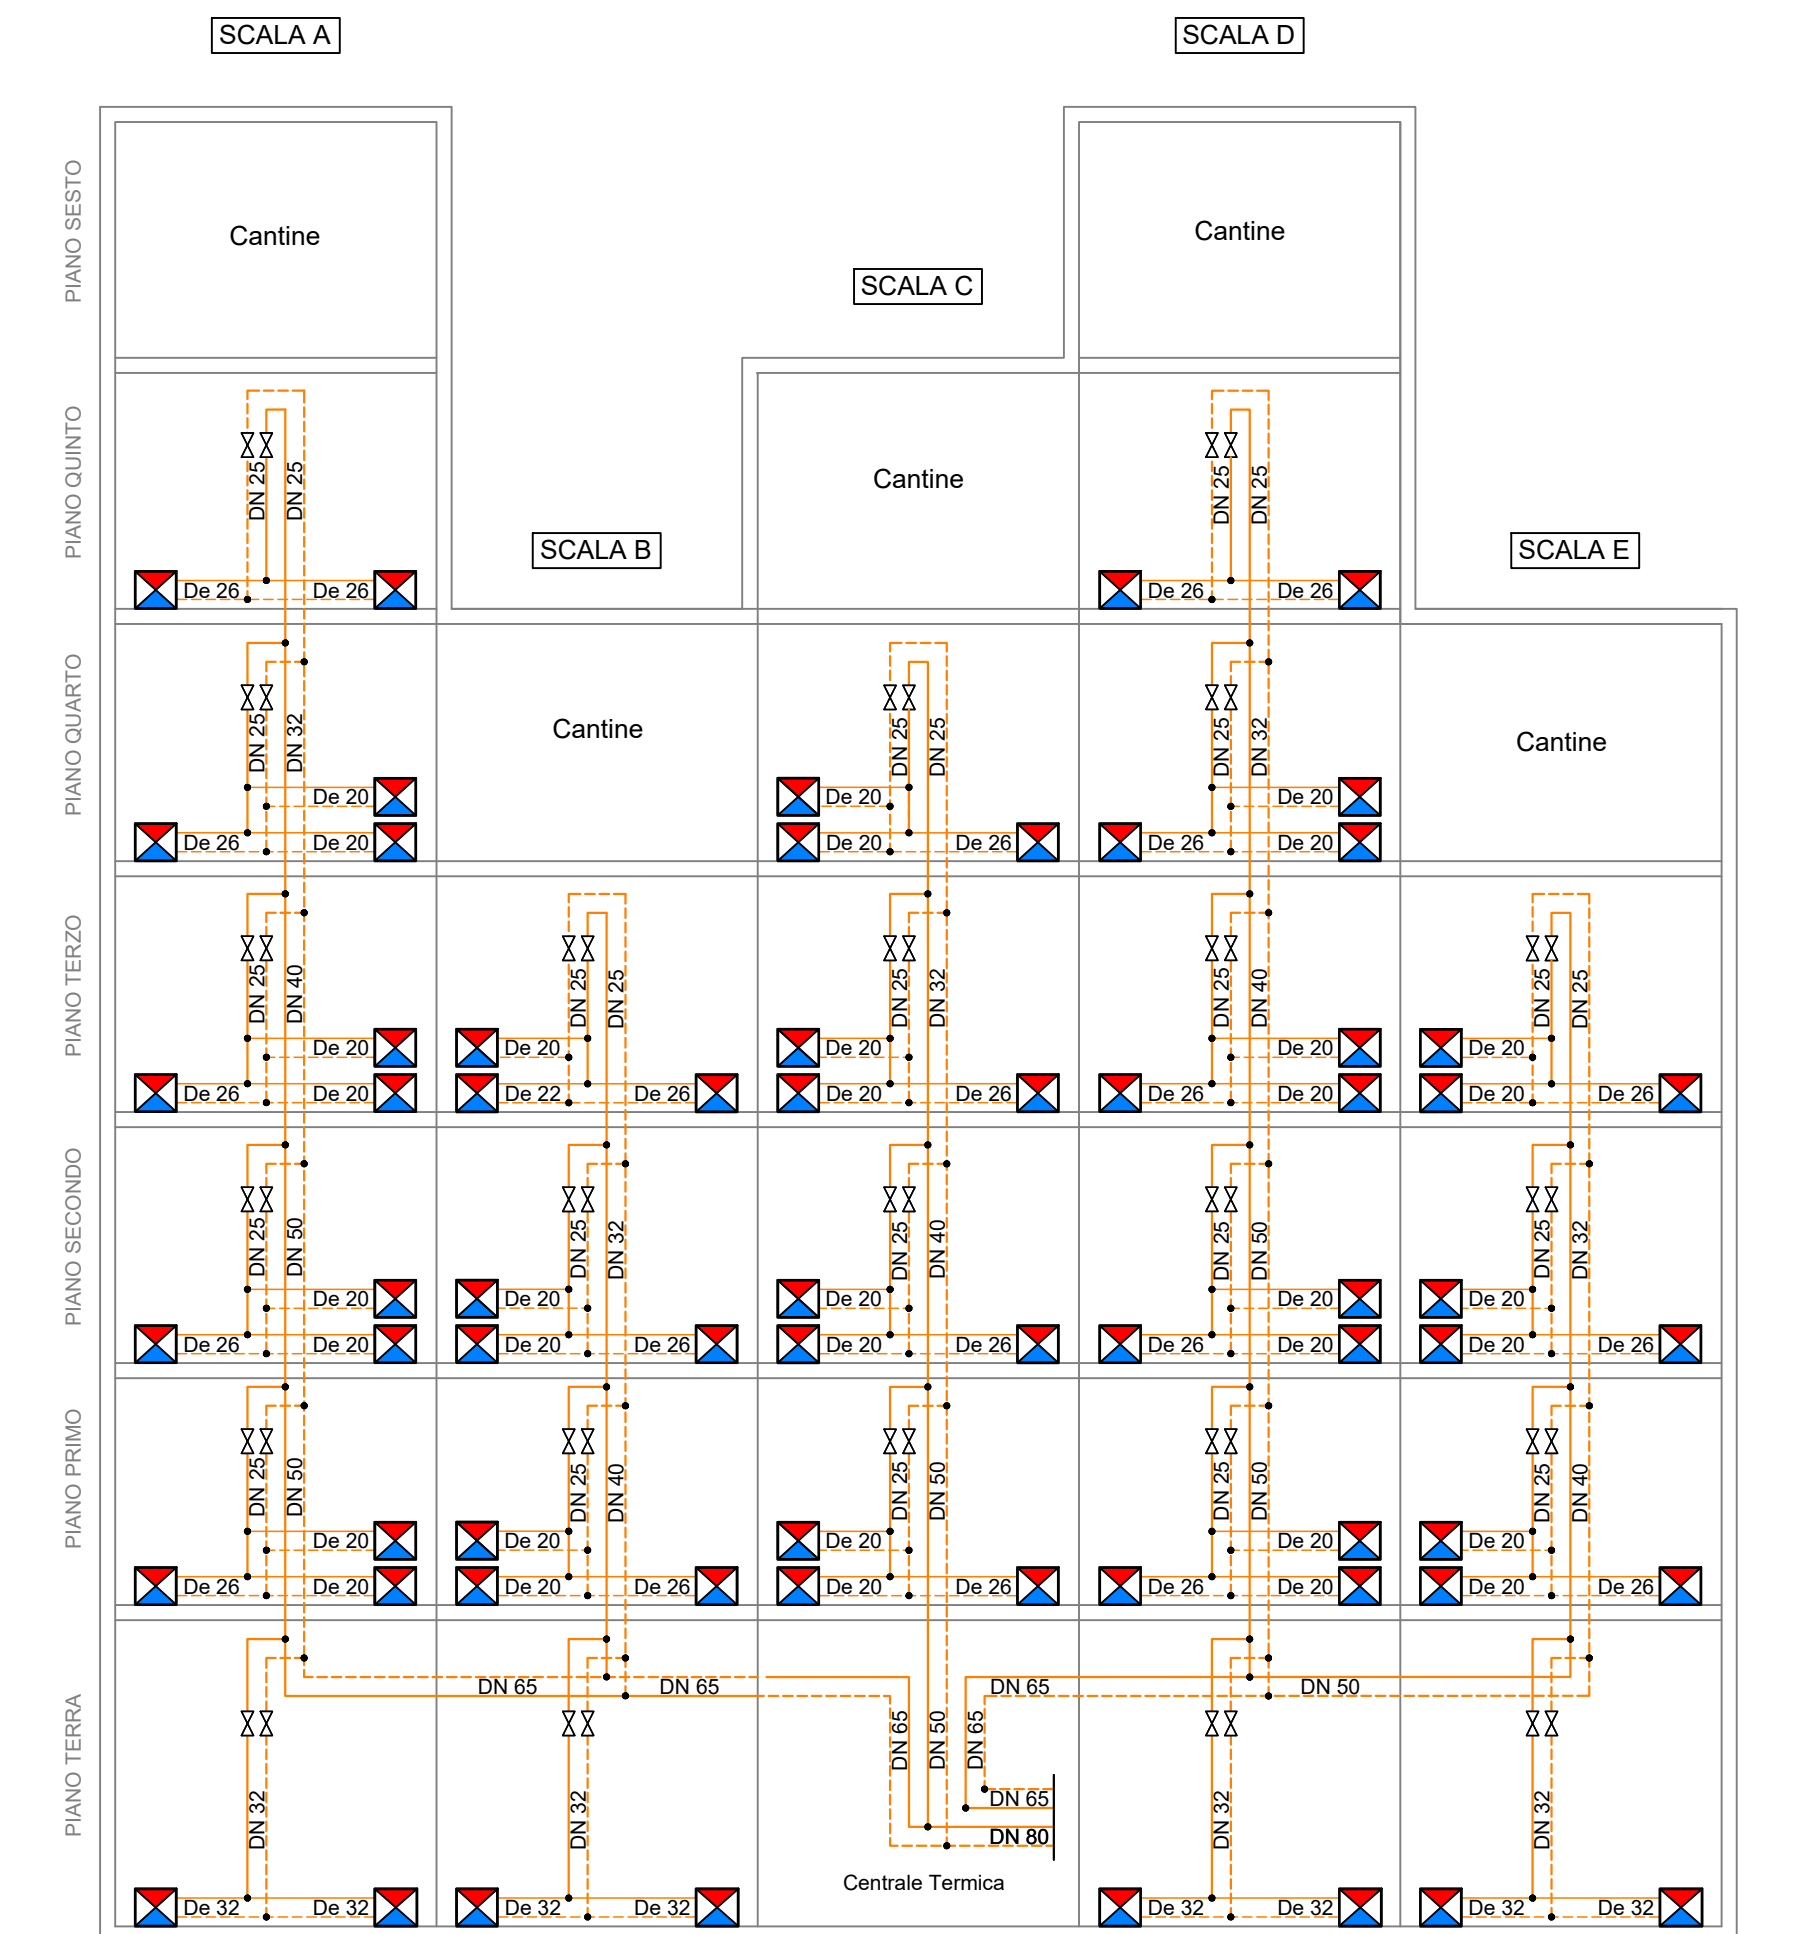 SCALA A
SCALA D
PIANO SESTO
Cantine
Cantine
SCALA C
PIANO QUINTO
DN 25
DN 25
Cantine
DN 25
DN 25
SCALA B
SCALA E
De 26
De 26
De 26
De 26
PIANO QUARTO
DN 25
DN 32
Cantine
DN 25
DN 25
DN 25
DN 32
Cantine
De 20
De 20
De 20
De 26
De 20
De 20
De 26
De 26
De 20
PIANO TERZO
DN 25
DN 40
DN 25
DN 25
DN 25
DN 32
DN 25
DN 40
DN 25
DN 25
De 20
De 20
De 20
De 20
De 20
De 26
De 20
De 22
De 26
De 20
De 26
De 26
De 20
De 20
De 26
PIANO SECONDO
DN 25
DN 50
DN 25
DN 32
DN 25
DN 40
DN 25
DN 50
DN 25
DN 32
De 20
De 20
De 20
De 20
De 20
De 26
De 20
De 20
De 26
De 20
De 26
De 26
De 20
De 20
De 26
PIANO PRIMO
DN 25
DN 50
DN 25
DN 40
DN 25
DN 50
DN 25
DN 50
DN 25
DN 40
De 20
De 20
De 20
De 20
De 20
De 26
De 20
De 20
De 26
De 20
De 26
De 26
De 20
De 20
De 26
PIANO TERRA
DN 65
DN 65
DN 65
DN 50
DN 65
DN 50
DN 65
DN 32
DN 32
DN 65
DN 80
DN 32
DN 32
Centrale Termica
De 32
De 32
De 32
De 32
De 32
De 32
De 32
De 32